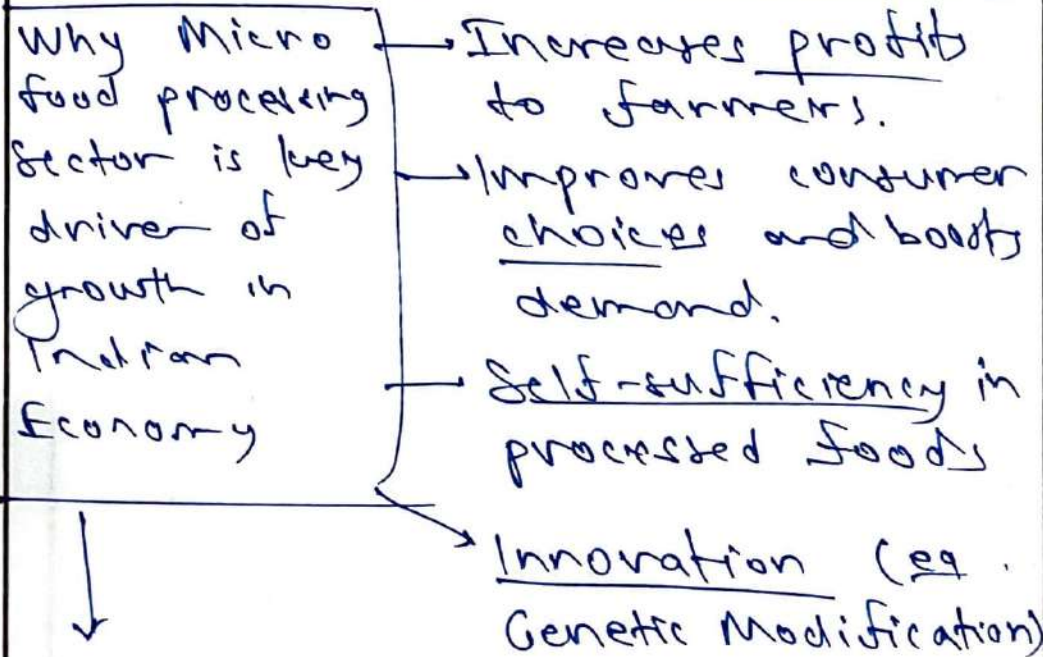 Why Micro
food processing
sector is key
driver of
growth in
Indian
Economy
Increases profits
to farmers.
Improves consumer
choices and boosts
demand.
Self-sufficiency in
processed foods
Innovation (eg.
Genetic Modification)